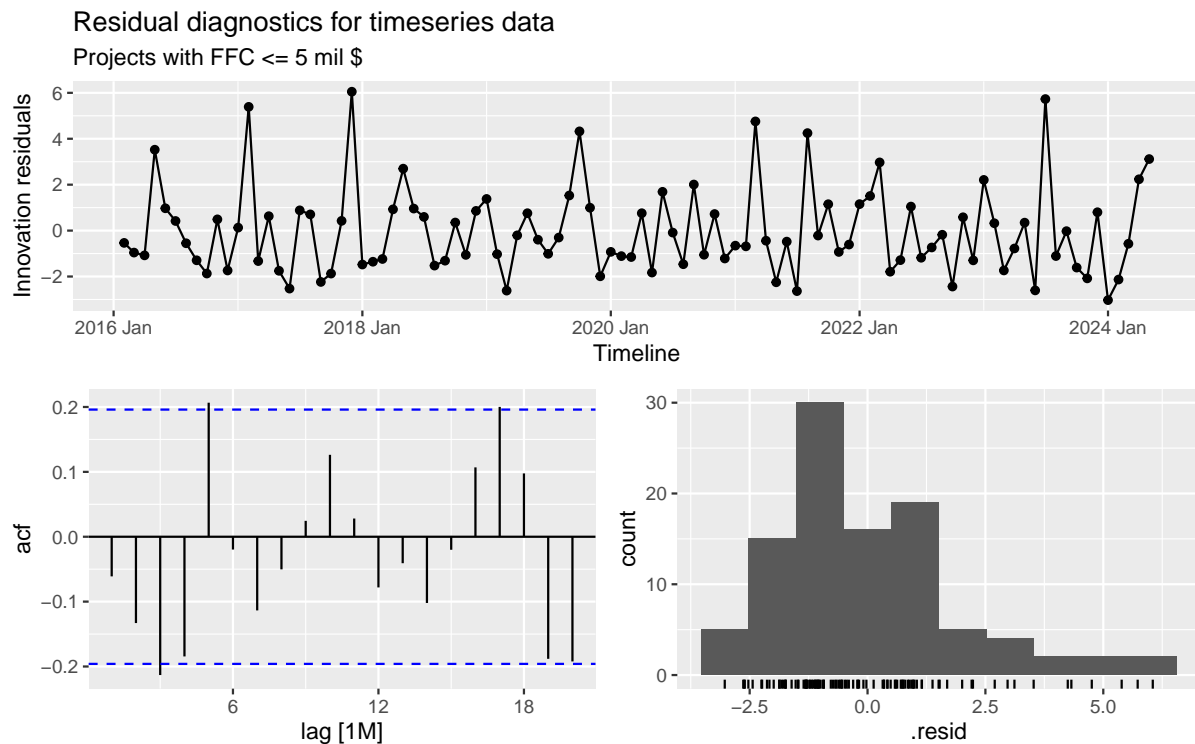 Residual diagnostics for timeseries data
Projects with FFC <= 5 mil $
Innovation residuals
6
4
2
0
−2
2016 Jan
2018 Jan
2020 Jan
2022 Jan
2024 Jan
Timeline
acf
0.2
0.1
0.0
−0.1
−0.2
6
12
18
lag [1M]
count
30
20
10
0
−2.5
0.0
2.5
5.0
.resid